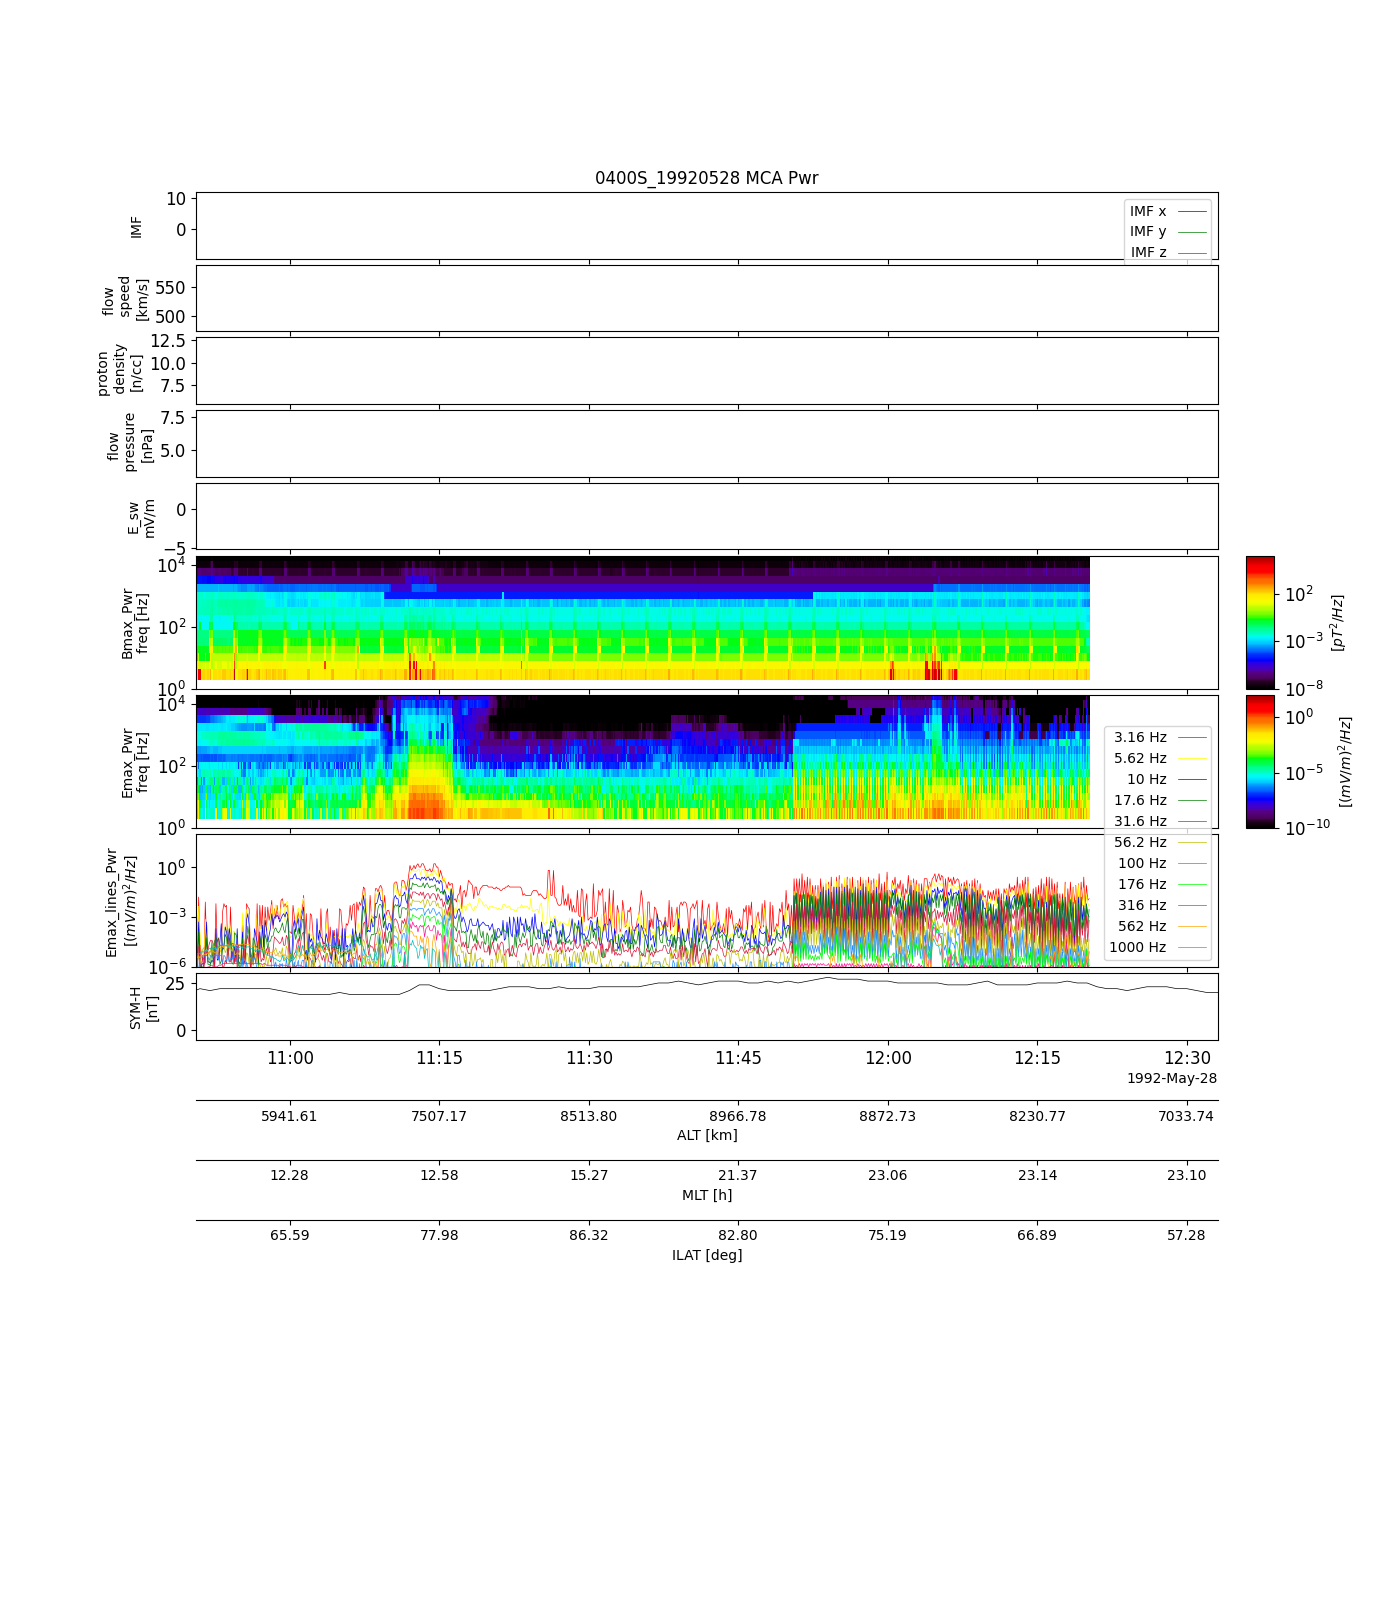 0400S_19920528 MCA Pwr
10
0
IMF
IMF x
IMF y
IMF z
550
500
flow
speed
[km/s]
12.5
10.0
7.5
proton
density
[n/cc]
7.5
5.0
flow
pressure
[nPa]
0
−5
E_sw
mV/m
10^4
10^2
10^0
Bmax_Pwr
freq [Hz]
10^2
10^−3
10^−8
[pT^2/Hz]
10^4
10^2
10^0
Emax_Pwr
freq [Hz]
10^0
10^−5
10^−10
[(mV/m)^2/Hz]
3.16 Hz
5.62 Hz
10 Hz
17.6 Hz
31.6 Hz
56.2 Hz
100 Hz
176 Hz
316 Hz
562 Hz
1000 Hz
10^0
10^−3
10^−6
Emax_lines_Pwr
[(mV/m)^2/Hz]
25
0
SYM-H
[nT]
11:00 11:15 11:30 11:45 12:00 12:15 12:30
1992-May-28
5941.61 7507.17 8513.80 8966.78 8872.73 8230.77 7033.74
ALT [km]
12.28 12.58 15.27 21.37 23.06 23.14 23.10
MLT [h]
65.59 77.98 86.32 82.80 75.19 66.89 57.28
ILAT [deg]